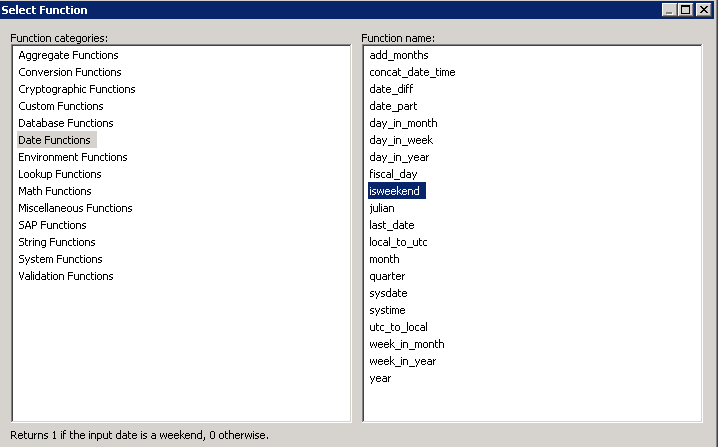 Select Function
Function categories:
Aggregate Functions
Conversion Functions
Cryptographic Functions
Custom Functions
Database Functions
Date Functions
Environment Functions
Lookup Functions
Math Functions
Miscellaneous Functions
SAP Functions
String Functions
System Functions
Validation Functions
Function name:
add_months
concat_date_time
date_diff
date_part
day_in_month
day_in_week
day_in_year
fiscal_day
isweekend
julian
last_date
local_to_utc
month
quarter
sysdate
systime
utc_to_local
week_in_month
week_in_year
year
Returns 1 if the input date is a weekend, 0 otherwise.